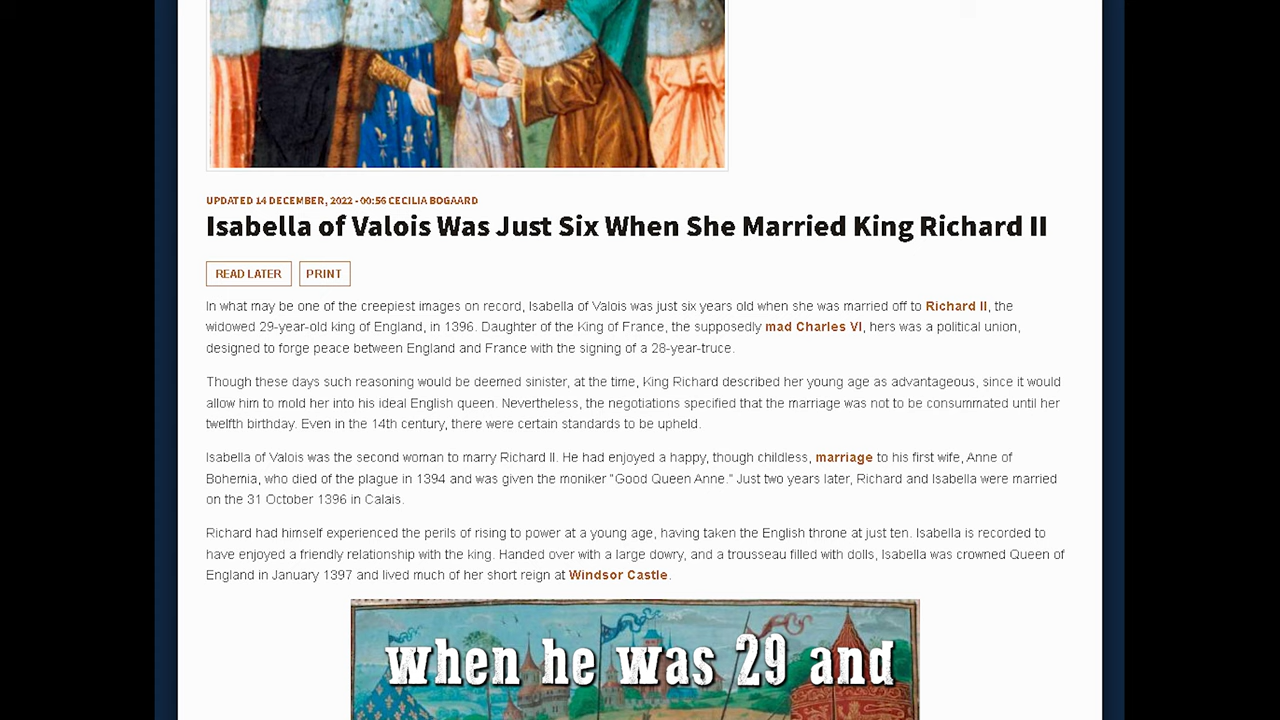 UPDATED 14 DECEMBER, 2022 - 00:56 CECILIA BOGAARD
Isabella of Valois Was Just Six When She Married King Richard II
READ LATER PRINT
In what may be one of the creepiest images on record, Isabella of Valois was just six years old when she was married off to Richard II, the
widowed 29-year-old king of England, in 1396. Daughter of the King of France, the supposedly mad Charles VI, hers was a political union,
designed to forge peace between England and France with the signing of a 28-year-truce.
Though these days such reasoning would be deemed sinister, at the time, King Richard described her young age as advantageous, since it would
allow him to mold her into his ideal English queen. Nevertheless, the negotiations specified that the marriage was not to be consummated until her
twelfth birthday. Even in the 14th century, there were certain standards to be upheld.
Isabella of Valois was the second woman to marry Richard II. He had enjoyed a happy, though childless, marriage to his first wife, Anne of
Bohemia, who died of the plague in 1394 and was given the moniker "Good Queen Anne." Just two years later, Richard and Isabella were married
on the 31 October 1396 in Calais.
Richard had himself experienced the perils of rising to power at a young age, having taken the English throne at just ten. Isabella is recorded to
have enjoyed a friendly relationship with the king. Handed over with a large dowry, and a trousseau filled with dolls, Isabella was crowned Queen of
England in January 1397 and lived much of her short reign at Windsor Castle.
when he was 29 and